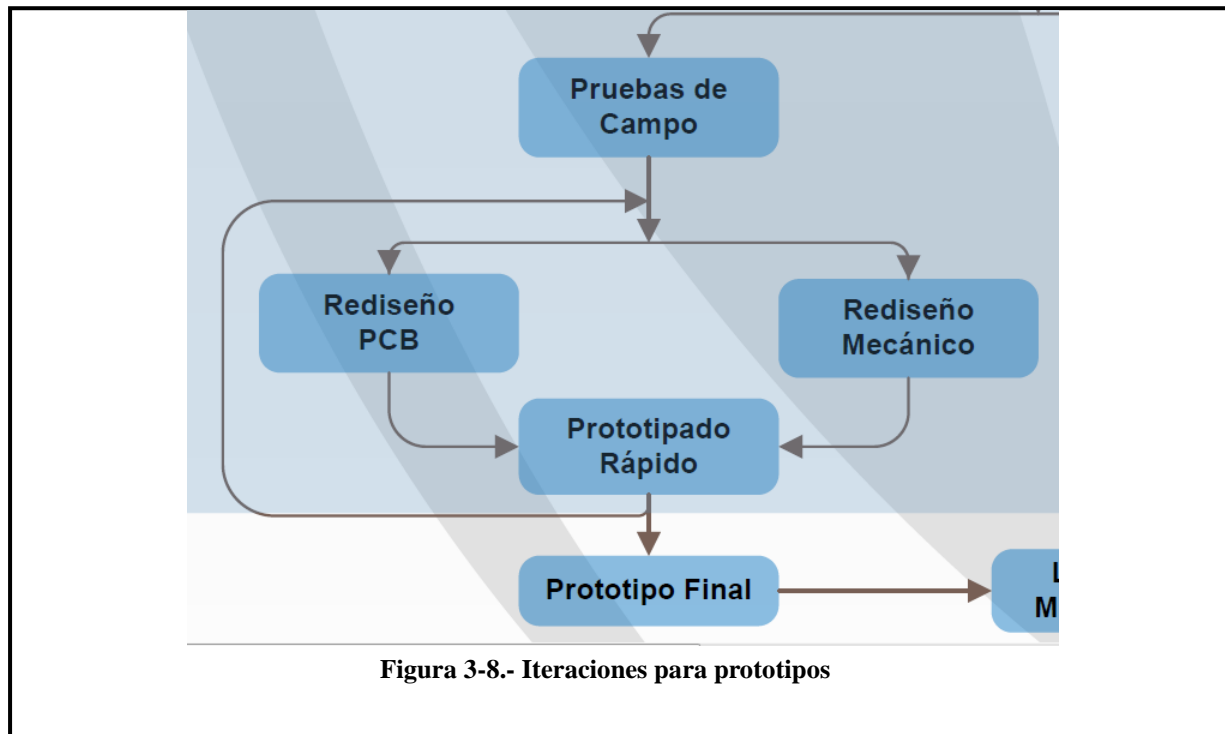 Pruebas de
Campo
Rediseño
PCB
Rediseño
Mecánico
Prototipado
Rápido
Prototipo Final
Figura 3-8.- Iteraciones para prototipos